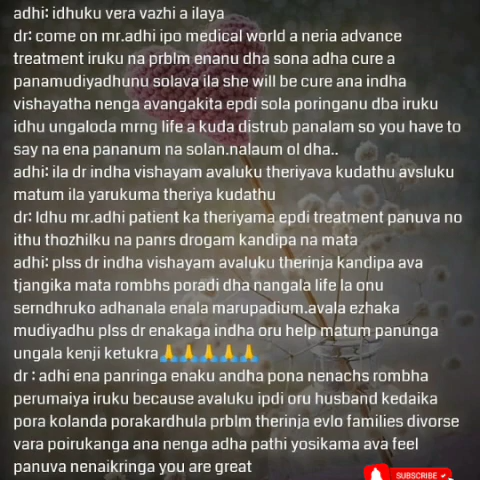 adhi: idhuku vera vazhi a ilaya
dr: come on mr.adhi ipo medical world a neria advance
treatment iruku na prblm enanu dha sona adha cure a
panamudiyadhunu solava ila she will be cure ana indha
vishayatha nenga avangakita epdi sola poringanu dba iruku
idhu ungaloda mrng life a kuda distrub panalam so you have to
say na ena pananum na solan.nalaum ol dha..
adhi: ila dr indha vishayam avaluku theriyava kudathu avsluku
matum ila yarukuma theriya kudathu
dr: Idhu mr.adhi patient ka theriyama epdi treatment panuva no
ithu thozhilku na panrs drogam kandipa na mata
adhi: plss dr indha vishayam avaluku therinja kandipa ava
tjangika mata rombhs poradi dha nangala life la onu
serndhruko adhanala enala marupadium.avala ezhaka
mudiyadhu plss dr enakaga indha oru help matum panunga
ungala kenji ketukra🙏🙏🙏🙏🙏
dr : adhi ena panringa enaku andha pona nenachs rombha
perumaiya iruku because avaluku ipdi oru husband kedaika
pora kolanda porakardhula prblm therinja evlo families divorse
vara poirukanga ana nenga adha pathi yosikama ava feel
panuva nenaikringa you are great
SUBSCRIBE